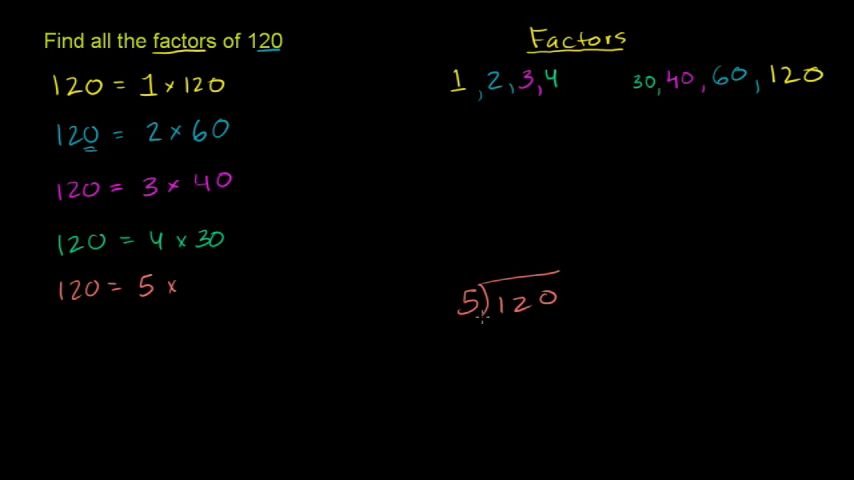 Find all the factors of 120
Factors
120 = 1 × 120
1, 2, 3, 4 30, 40, 60, 120
120 = 2 × 60
120 = 3 × 40
120 = 4 × 30
120 = 5 ×
5)120